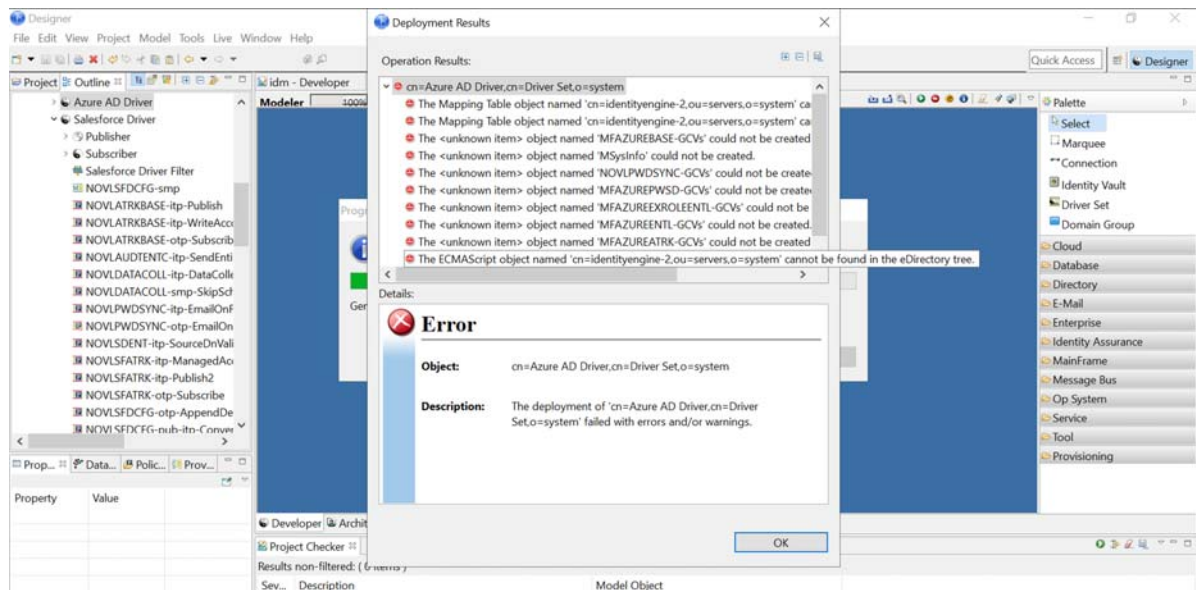 Designer
File Edit View Project Model Tools Live Window Help
Quick Access
Designer
Project
Outline
Azure AD Driver
Salesforce Driver
Publisher
Subscriber
Salesforce Driver Filter
NOVLSFDCFG-smp
NOVLATRKBASE-itp-Publish
NOVLATRKBASE-itp-WriteAcco
NOVLATRKBASE-otp-Subscrib
NOVLAUDTENTC-itp-SendEnti
NOVLDATACOLL-itp-DataColle
NOVLDATACOLL-smp-SkipSch
NOVLPWDSYNC-itp-EmailOnF
NOVLPWDSYNC-otp-EmailOn
NOVLSDENT-itp-SourceDnVali
NOVLSFATRK-itp-ManagedAc
NOVLSFATRK-itp-Publish2
NOVLSFATRK-otp-Subscribe
NOVLSFDCFG-otp-AppendDe
NOVLSFDCFG-pub-itp-Conver
Prop... Data... Polic... Prov...
Property Value
idm - Developer
Modeler 100%
Progr
Gen
Developer Archit
Project Checker
Results non-filtered: ( 0 items )
Sev... Description Model Object
Deployment Results
Operation Results:
cn=Azure AD Driver,cn=Driver Set,o=system
The Mapping Table object named 'cn=identityengine-2,ou=servers,o=system' ca
The Mapping Table object named 'cn=identityengine-2,ou=servers,o=system' ca
The <unknown item> object named 'MFAZUREBASE-GCVs' could not be created
The <unknown item> object named 'MSysInfo' could not be created.
The <unknown item> object named 'NOVLPWDSYNC-GCVs' could not be create
The <unknown item> object named 'MFAZUREPWSD-GCVs' could not be create
The <unknown item> object named 'MFAZUREEXROLEENTL-GCVs' could not be
The <unknown item> object named 'MFAZUREENTL-GCVs' could not be created.
The <unknown item> object named 'MFAZUREATRK-GCVs' could not be created
The ECMAScript object named 'cn=identityengine-2,ou=servers,o=system' cannot be found in the eDirectory tree.
Details:
Error
Object: cn=Azure AD Driver,cn=Driver Set,o=system
Description: The deployment of 'cn=Azure AD Driver,cn=Driver
Set,o=system' failed with errors and/or warnings.
OK
Palette
Select
Marquee
Connection
Identity Vault
Driver Set
Domain Group
Cloud
Database
Directory
E-Mail
Enterprise
Identity Assurance
MainFrame
Message Bus
Op System
Service
Tool
Provisioning